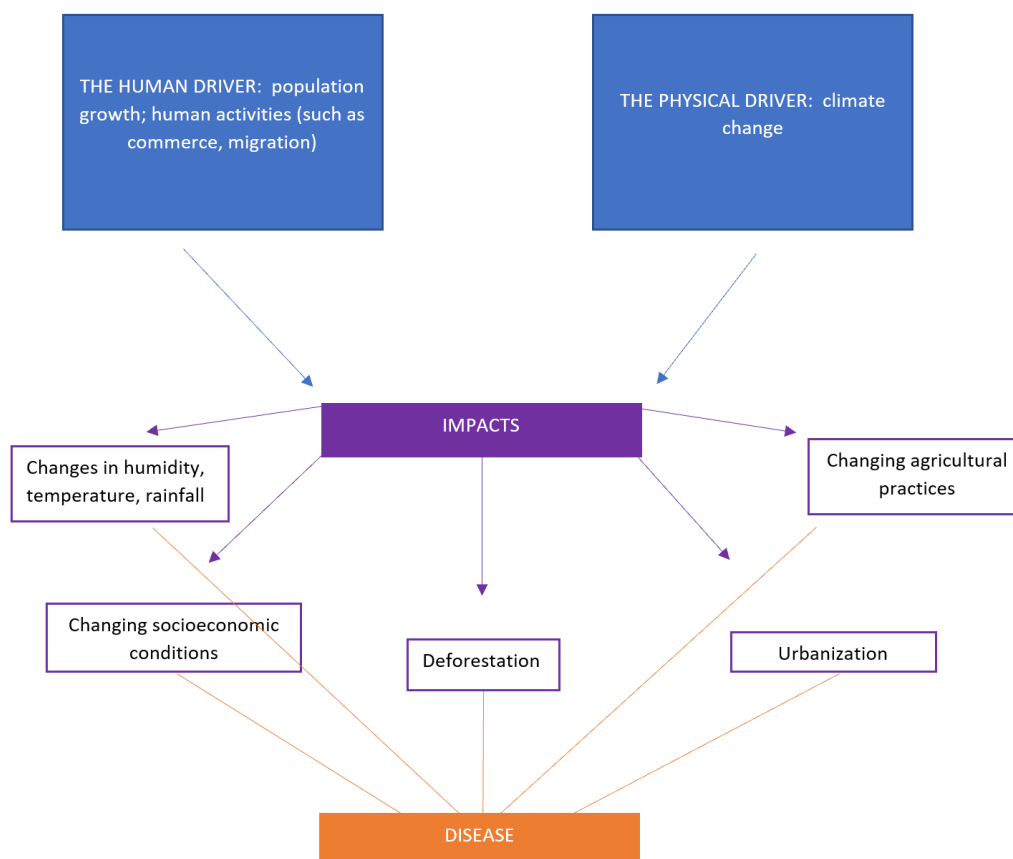 THE HUMAN DRIVER:  population
growth; human activities (such as
commerce, migration)
THE PHYSICAL DRIVER:  climate
change
IMPACTS
Changes in humidity,
temperature, rainfall
Changing agricultural
practices
Changing socioeconomic
conditions
Deforestation
Urbanization
DISEASE